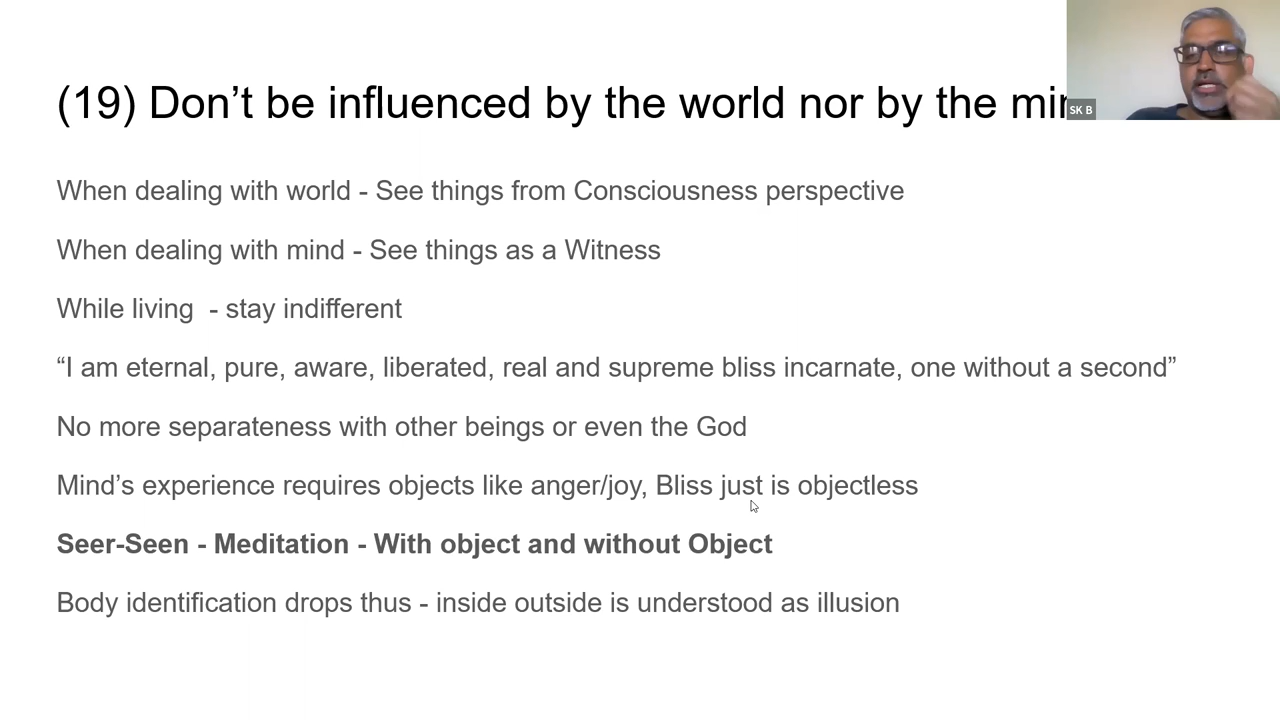 (19) Don’t be influenced by the world nor by the
SK B
When dealing with world - See things from Consciousness perspective
When dealing with mind - See things as a Witness
While living  - stay indifferent
“I am eternal, pure, aware, liberated, real and supreme bliss incarnate, one without a second”
No more separateness with other beings or even the God
Mind’s experience requires objects like anger/joy, Bliss just is objectless
Seer-Seen - Meditation - With object and without Object
Body identification drops thus - inside outside is understood as illusion